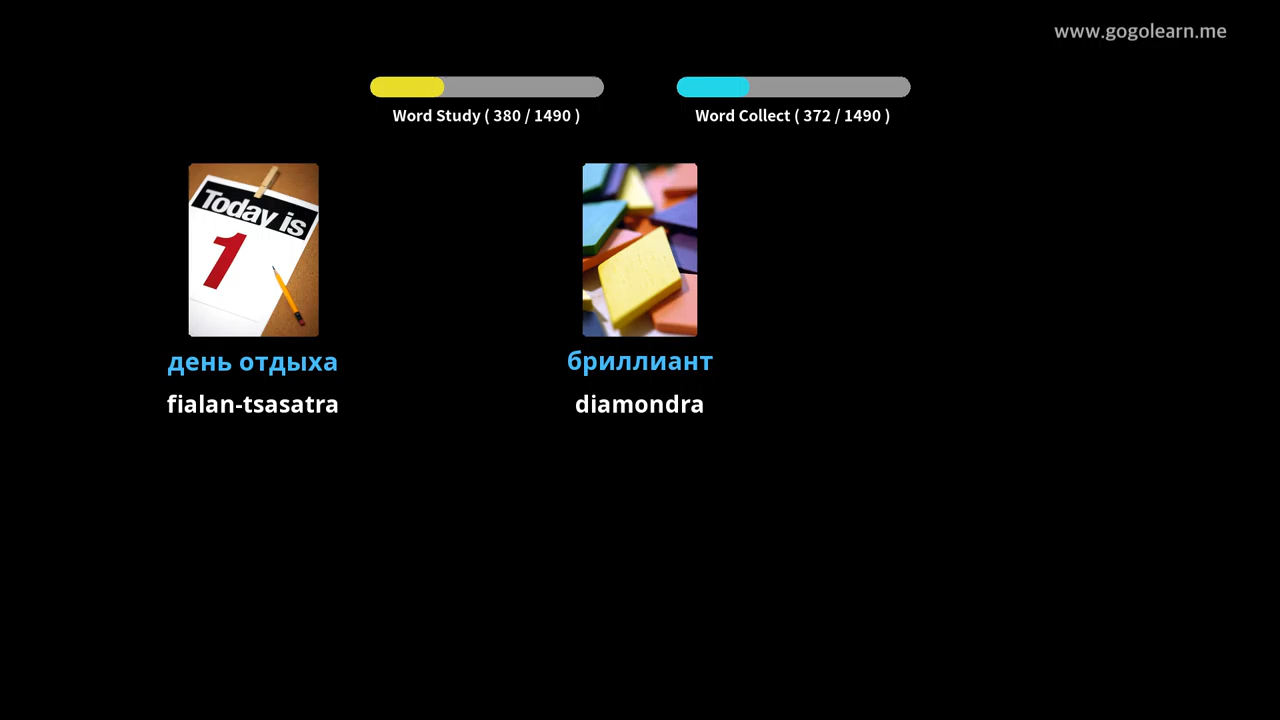 www.gogolearn.me
Word Study ( 380 / 1490 )
Word Collect ( 372 / 1490 )
Today is
1
день отдыха
бриллиант
fialan-tsasatra
diamondra